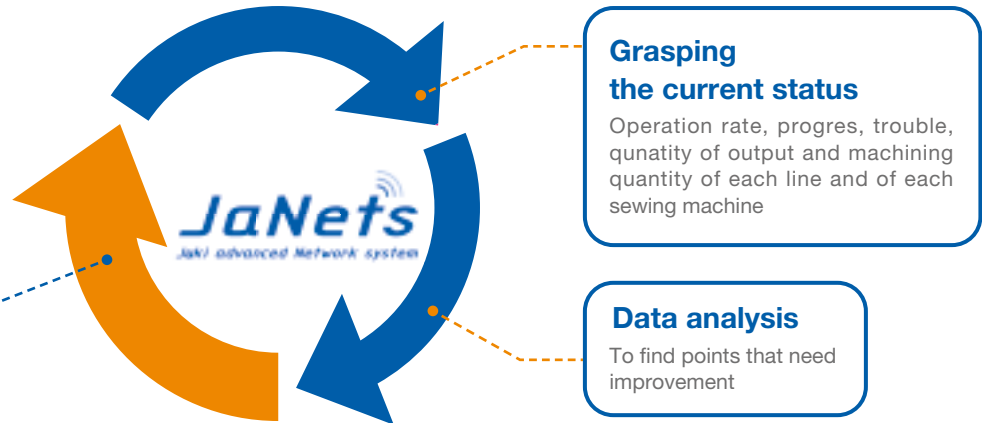 Grasping
the current status
Operation rate, progres, trouble,
qunatity of output and machining
quantity of each line and of each
sewing machine
JaNets
Juki advanced Network system
Data analysis
To find points that need
improvement